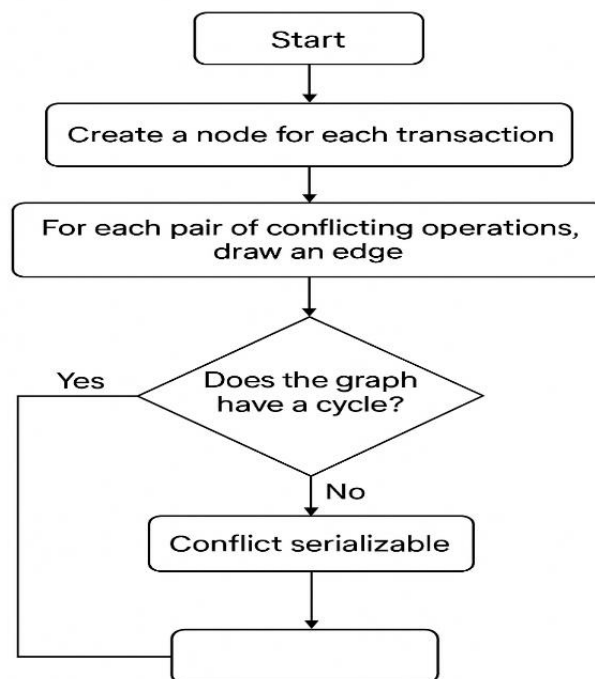 Start
Create a node for each transaction
For each pair of conflicting operations,
draw an edge
Does the graph
have a cycle?
Yes
No
Conflict serializable